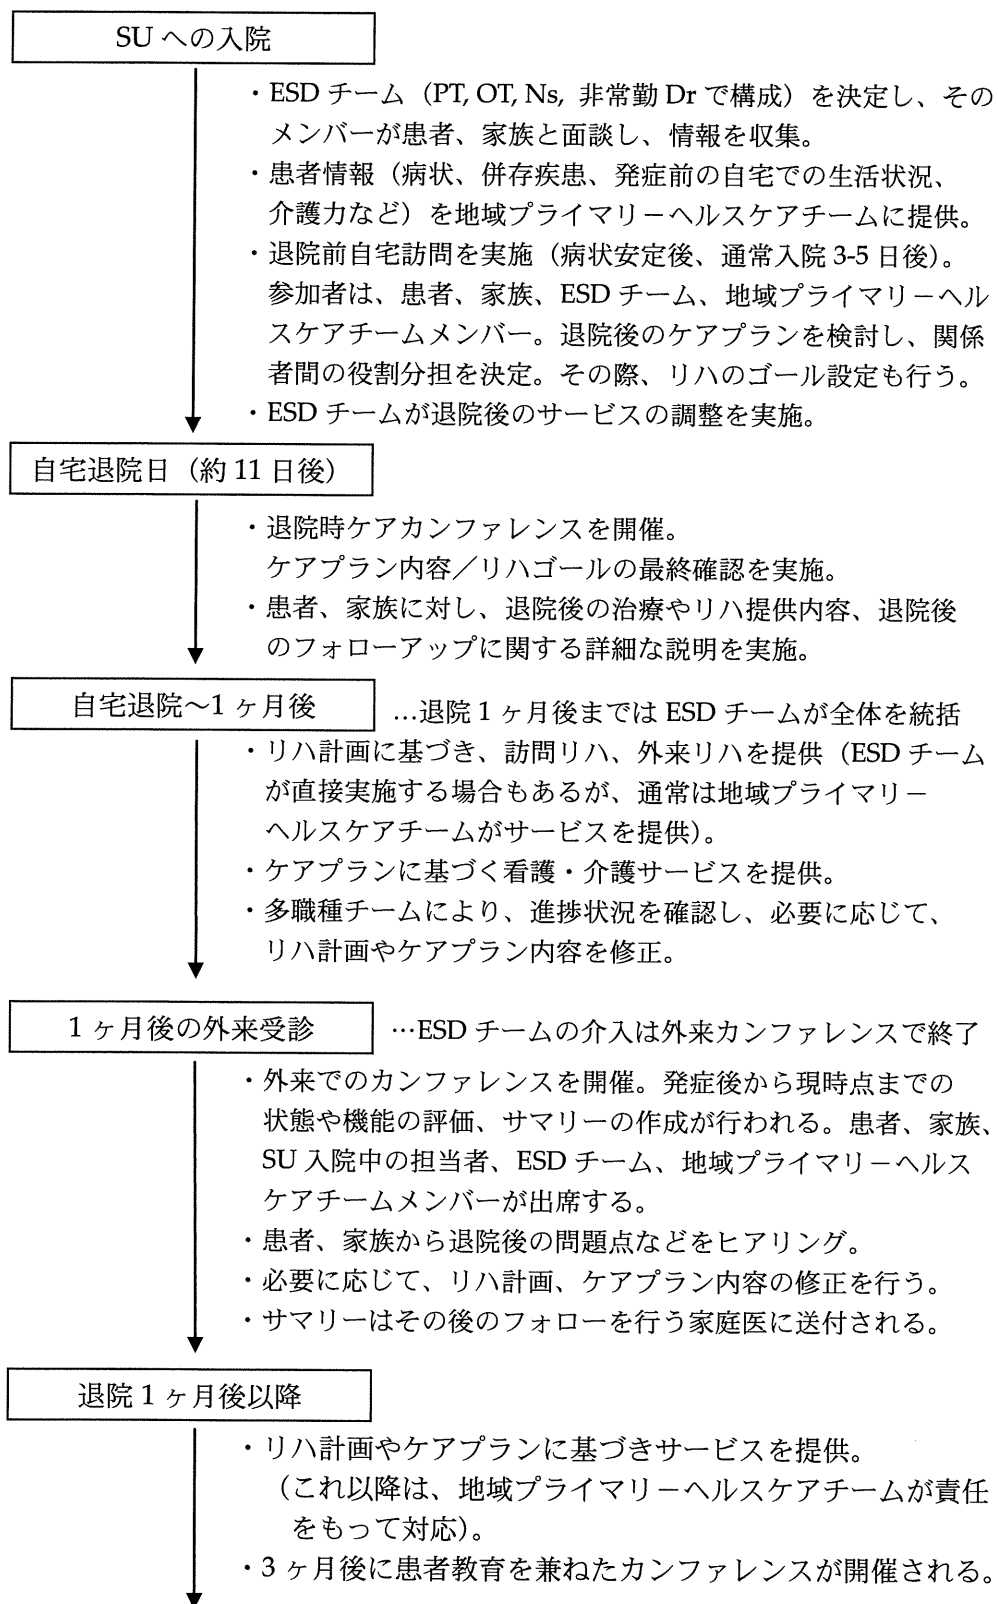 SU への入院
・ESD チーム（PT, OT, Ns, 非常勤 Dr で構成）を決定し、その
メンバーが患者、家族と面談し、情報を収集。
・患者情報（病状、併存疾患、発症前の自宅での生活状況、
介護力など）を地域プライマリ－ヘルスケアチームに提供。
・退院前自宅訪問を実施（病状安定後、通常入院 3-5 日後）。
参加者は、患者、家族、ESD チーム、地域プライマリ－ヘル
スケアチームメンバー。退院後のケアプランを検討し、関係
者間の役割分担を決定。その際、リハのゴール設定も行う。
・ESD チームが退院後のサービスの調整を実施。
自宅退院日（約 11 日後）
・退院時ケアカンファレンスを開催。
ケアプラン内容／リハゴールの最終確認を実施。
・患者、家族に対し、退院後の治療やリハ提供内容、退院後
のフォローアップに関する詳細な説明を実施。
自宅退院～1 ヶ月後
…退院 1 ヶ月後までは ESD チームが全体を統括
・リハ計画に基づき、訪問リハ、外来リハを提供（ESD チーム
が直接実施する場合もあるが、通常は地域プライマリ－
ヘルスケアチームがサービスを提供）。
・ケアプランに基づく看護・介護サービスを提供。
・多職種チームにより、進捗状況を確認し、必要に応じて、
リハ計画やケアプラン内容を修正。
1 ヶ月後の外来受診
…ESD チームの介入は外来カンファレンスで終了
・外来でのカンファレンスを開催。発症後から現時点までの
状態や機能の評価、サマリーの作成が行われる。患者、家族、
SU 入院中の担当者、ESD チーム、地域プライマリ－ヘルス
ケアチームメンバーが出席する。
・患者、家族から退院後の問題点などをヒアリング。
・必要に応じて、リハ計画、ケアプラン内容の修正を行う。
・サマリーはその後のフォローを行う家庭医に送付される。
退院 1 ヶ月後以降
・リハ計画やケアプランに基づきサービスを提供。
（これ以降は、地域プライマリ－ヘルスケアチームが責任
をもって対応）。
・3 ヶ月後に患者教育を兼ねたカンファレンスが開催される。